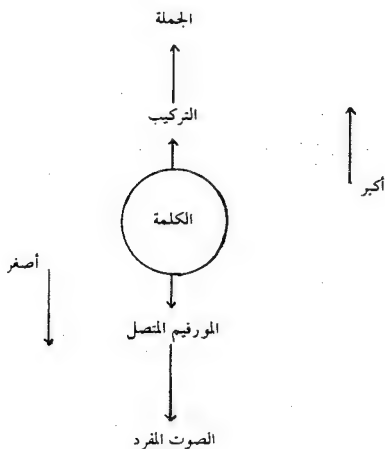 الجملة
التركيب
أكبر
الكلمة
أصغر
المورفيم المتصل
الصوت المفرد